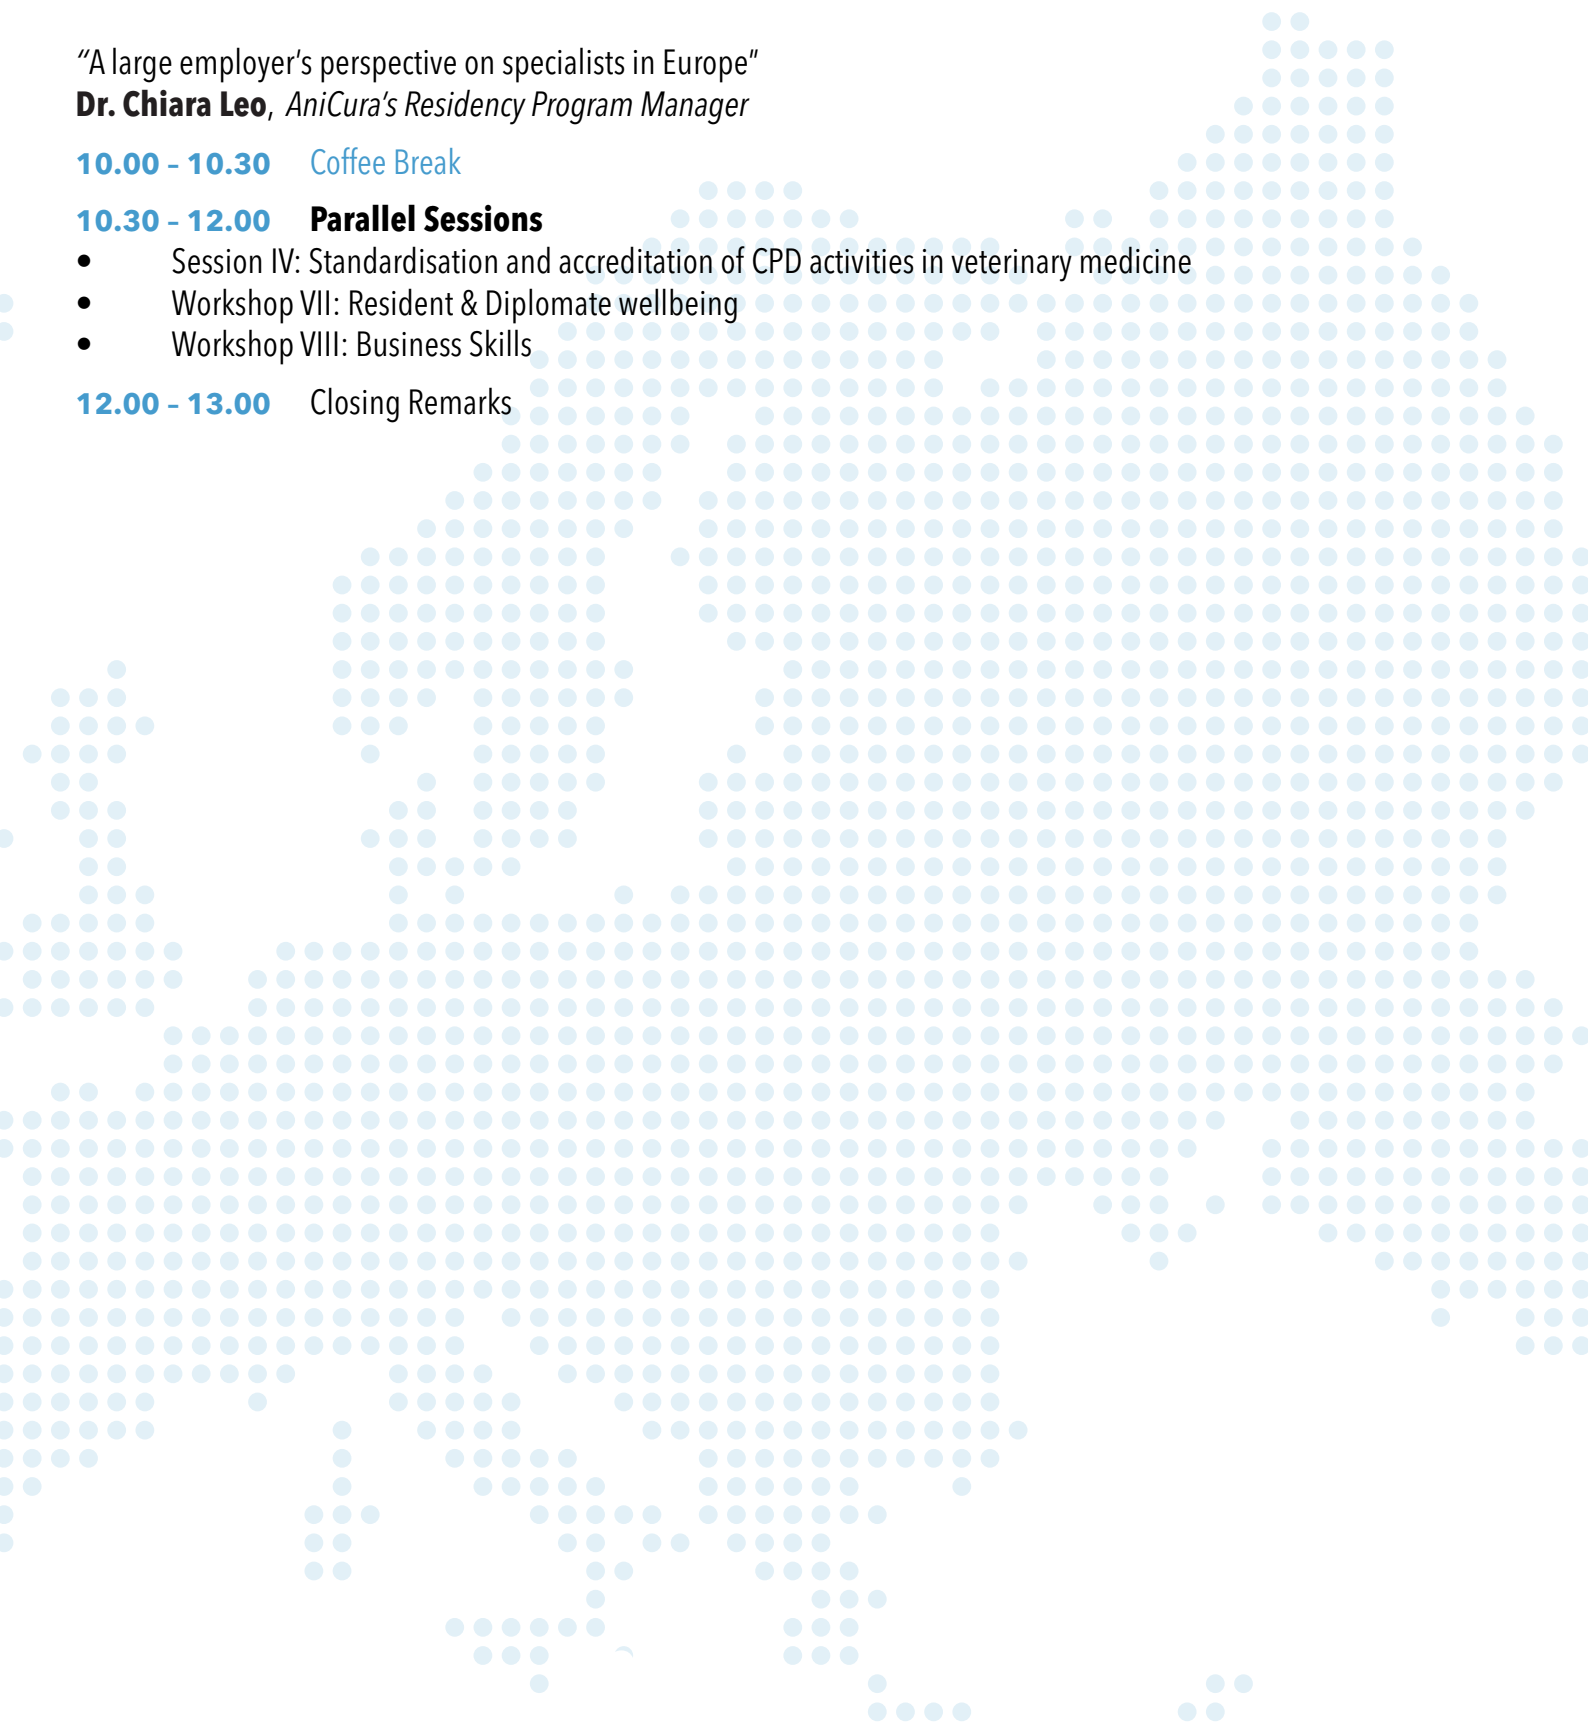 “A large employer’s perspective on specialists in Europe”
Dr. Chiara Leo, AniCura’s Residency Program Manager
10.00 – 10.30 Coffee Break
10.30 – 12.00 Parallel Sessions
• Session IV: Standardisation and accreditation of CPD activities in veterinary medicine
• Workshop VII: Resident & Diplomate wellbeing
• Workshop VIII: Business Skills
12.00 – 13.00 Closing Remarks